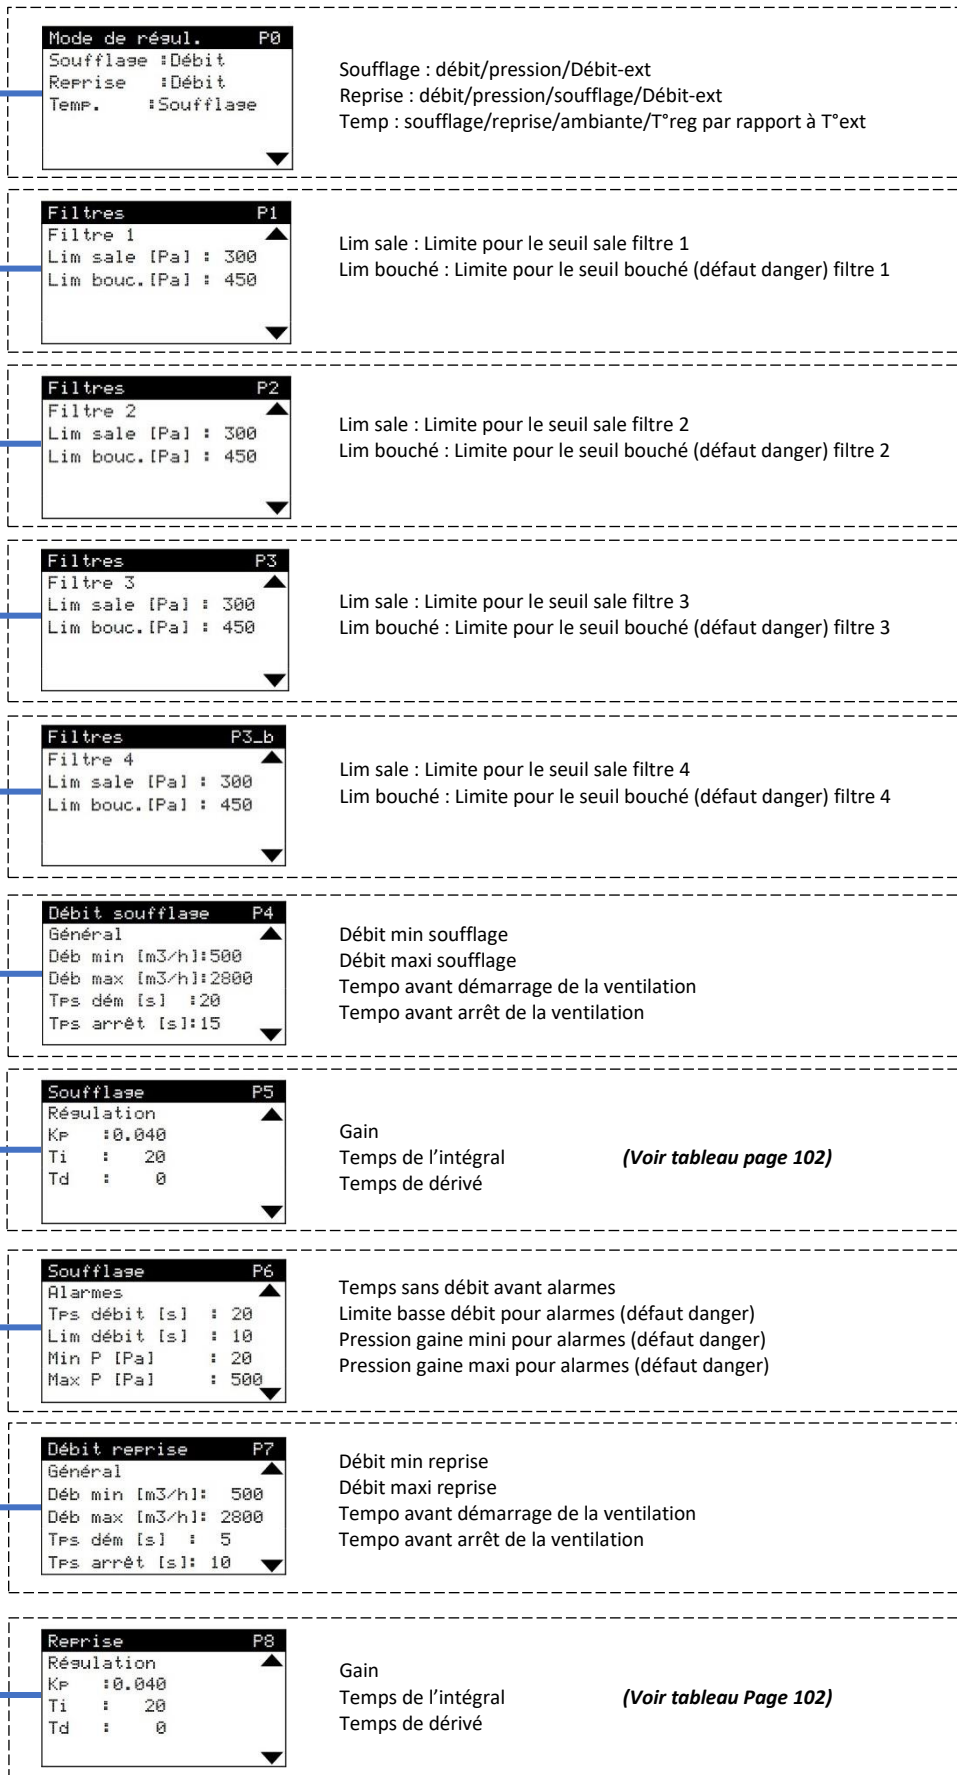 Mode de régul. P0
Soufflage :Débit
Reprise :Débit
Temp. :Soufflage
Soufflage : débit/pression/Débit-ext
Reprise : débit/pression/soufflage/Débit-ext
Temp : soufflage/reprise/ambiante/T°reg par rapport à T°ext
Filtres P1
Filtre 1
Lim sale [Pa] : 300
Lim bouc.[Pa] : 450
Lim sale : Limite pour le seuil sale filtre 1
Lim bouché : Limite pour le seuil bouché (défaut danger) filtre 1
Filtres P2
Filtre 2
Lim sale [Pa] : 300
Lim bouc.[Pa] : 450
Lim sale : Limite pour le seuil sale filtre 2
Lim bouché : Limite pour le seuil bouché (défaut danger) filtre 2
Filtres P3
Filtre 3
Lim sale [Pa] : 300
Lim bouc.[Pa] : 450
Lim sale : Limite pour le seuil sale filtre 3
Lim bouché : Limite pour le seuil bouché (défaut danger) filtre 3
Filtres P3_b
Filtre 4
Lim sale [Pa] : 300
Lim bouc.[Pa] : 450
Lim sale : Limite pour le seuil sale filtre 4
Lim bouché : Limite pour le seuil bouché (défaut danger) filtre 4
Débit soufflage P4
Général
Déb min [m3/h]:500
Déb max [m3/h]:2800
Tps dém [s] :20
Tps arrêt [s]:15
Débit min soufflage
Débit maxi soufflage
Tempo avant démarrage de la ventilation
Tempo avant arrêt de la ventilation
Soufflage P5
Régulation
Kp :0.040
Ti : 20
Td : 0
Gain
Temps de l’intégral (Voir tableau page 102)
Temps de dérivé
Soufflage P6
Alarmes
Tps débit [s] : 20
Lim débit [s] : 10
Min P [Pa] : 20
Max P [Pa] : 500
Temps sans débit avant alarmes
Limite basse débit pour alarmes (défaut danger)
Pression gaine mini pour alarmes (défaut danger)
Pression gaine maxi pour alarmes (défaut danger)
Débit reprise P7
Général
Déb min [m3/h]: 500
Déb max [m3/h]: 2800
Tps dém [s] : 5
Tps arrêt [s]: 10
Débit min reprise
Débit maxi reprise
Tempo avant démarrage de la ventilation
Tempo avant arrêt de la ventilation
Reprise P8
Régulation
Kp :0.040
Ti : 20
Td : 0
Gain
Temps de l’intégral (Voir tableau Page 102)
Temps de dérivé